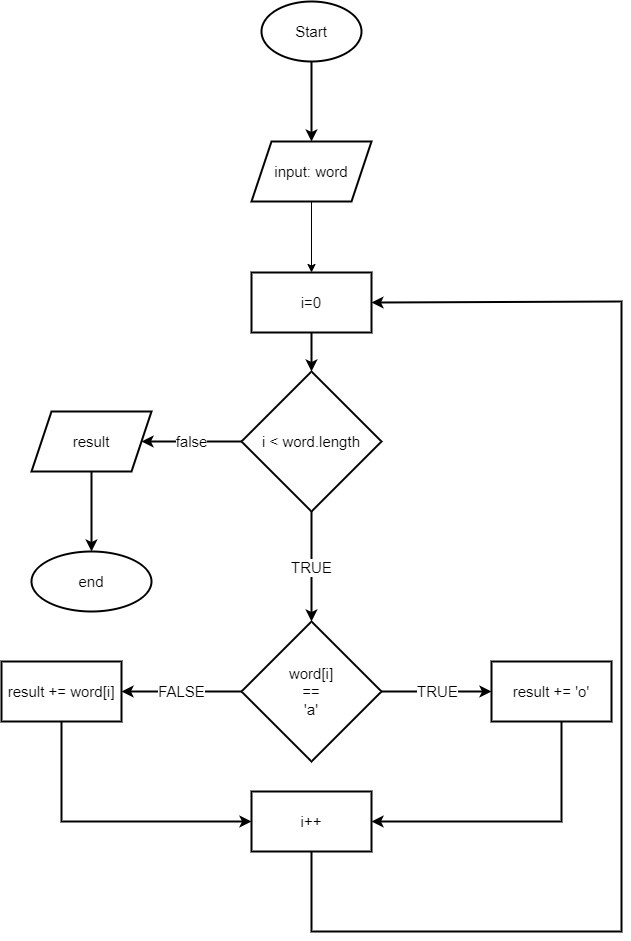 Start
input: word
i=0
i < word.length
false
result
end
TRUE
word[i]
==
'a'
FALSE
result += word[i]
TRUE
result += 'o'
i++